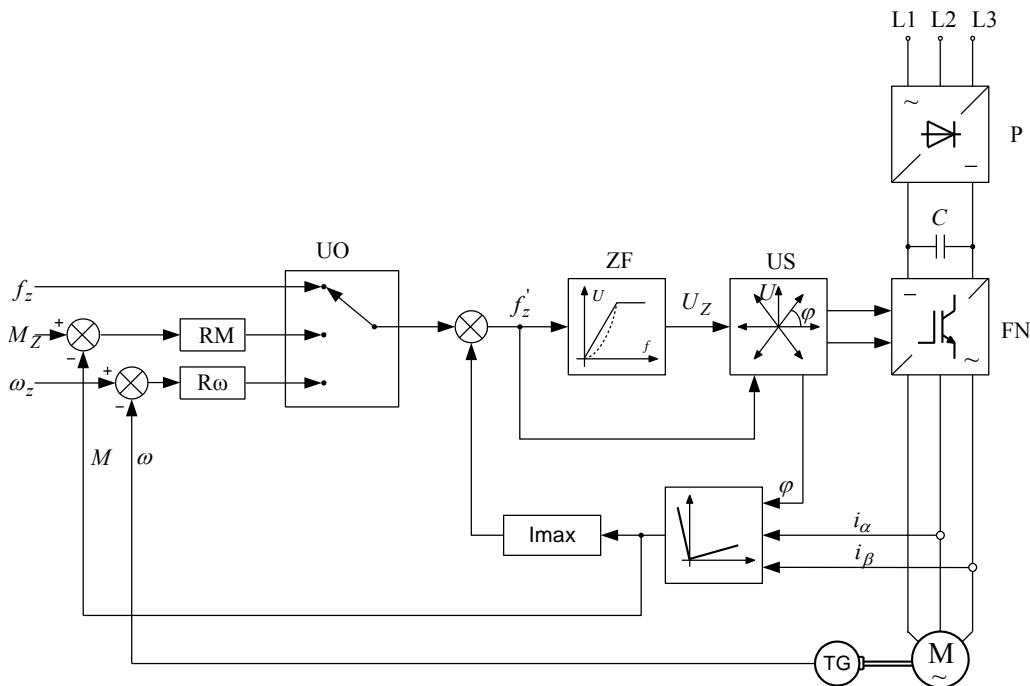 L1 L2 L3
~
P
−
C
UO
ZF
US
f_z
f_z'
U
f
U_Z
U
φ
−
FN
~
M_Z
+
−
RM
ω_z
+
−
Rω
M
ω
φ
Imax
i_α
i_β
TG
M
~